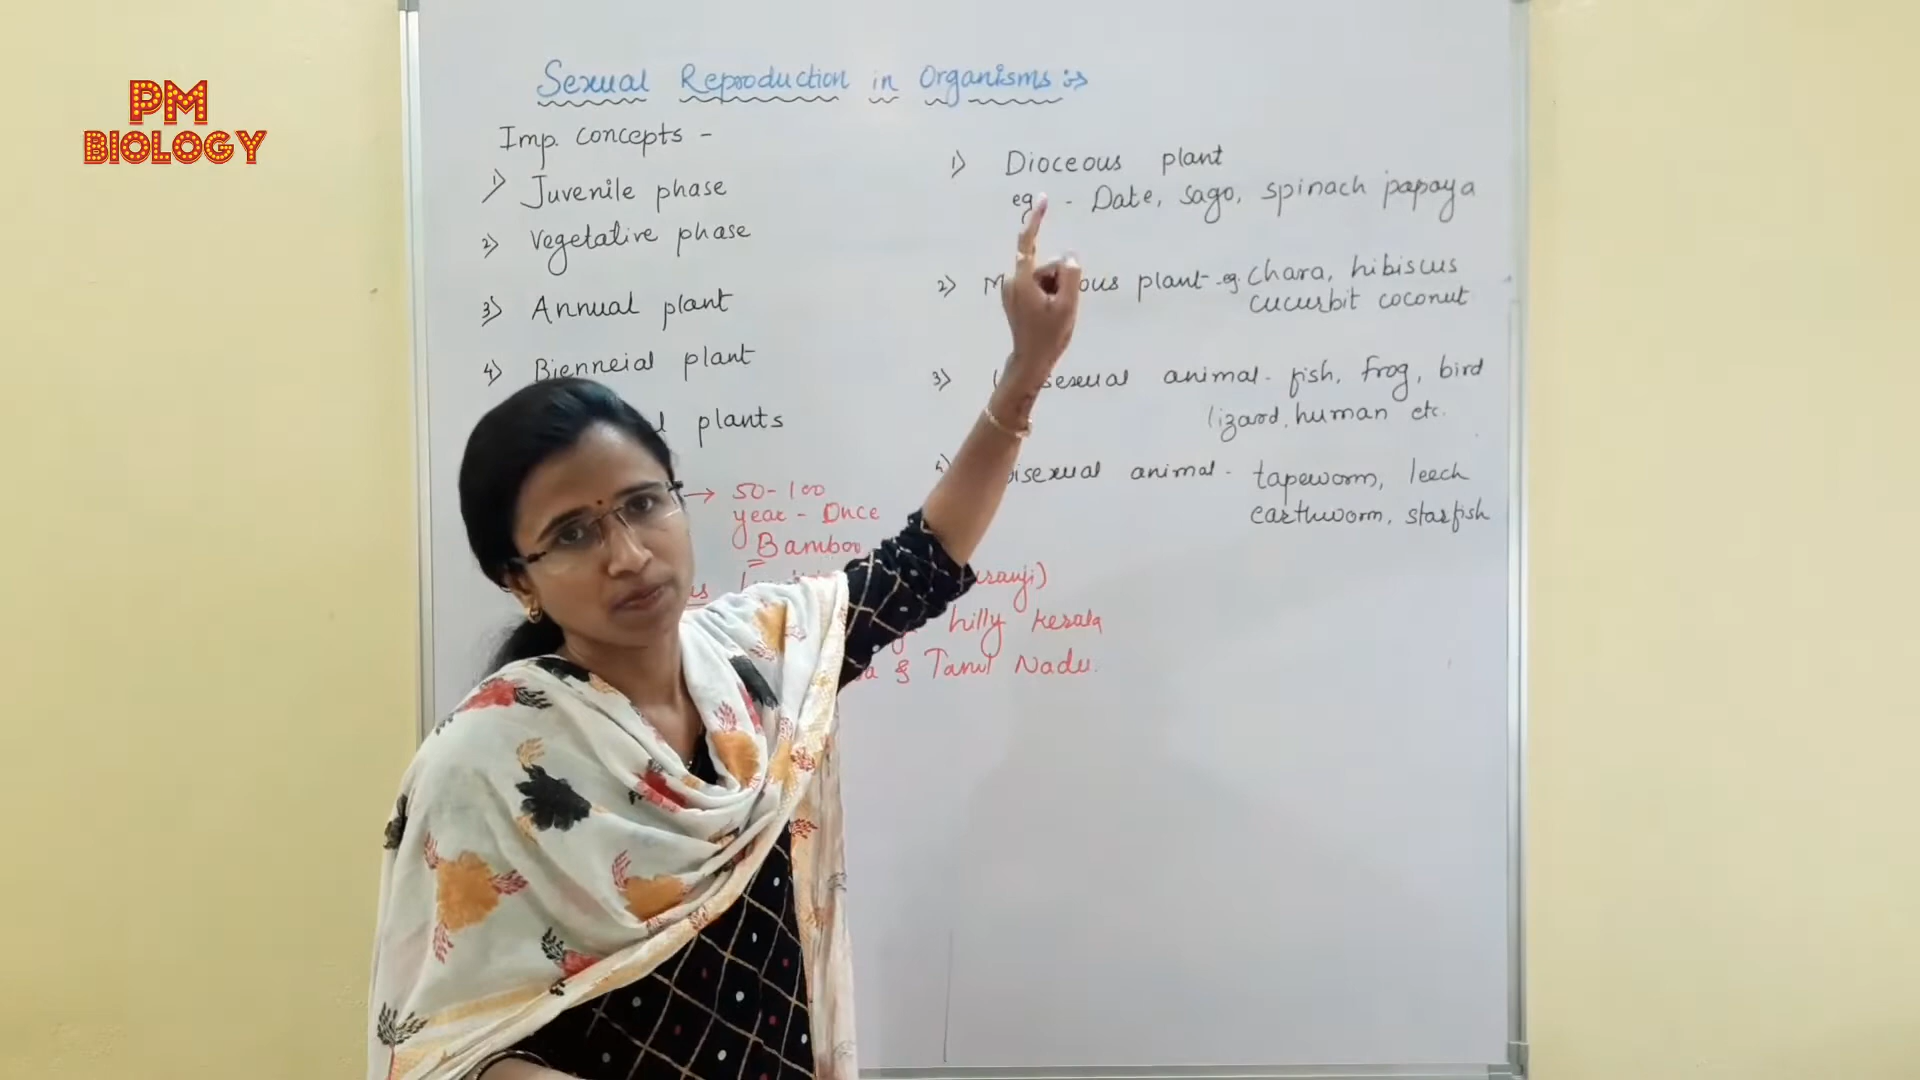 PM
BIOLOGY
Sexual Reproduction in Organisms :->
Imp. concepts -
1) Juvenile phase
2) Vegetative phase
3) Annual plant
4) Bienneial plant
plants
→ 50-100
year - Once
Bamboo
hilly Kerala
& Tamil Nadu.
1) Dioceous plant
eg - Date, sago, spinach papaya
2) plant - eg. chara, hibiscus
cucurbit coconut
3) animal - fish, frog, bird
lizard, human etc.
4) animal - tapeworm, leech
earthworm, starfish